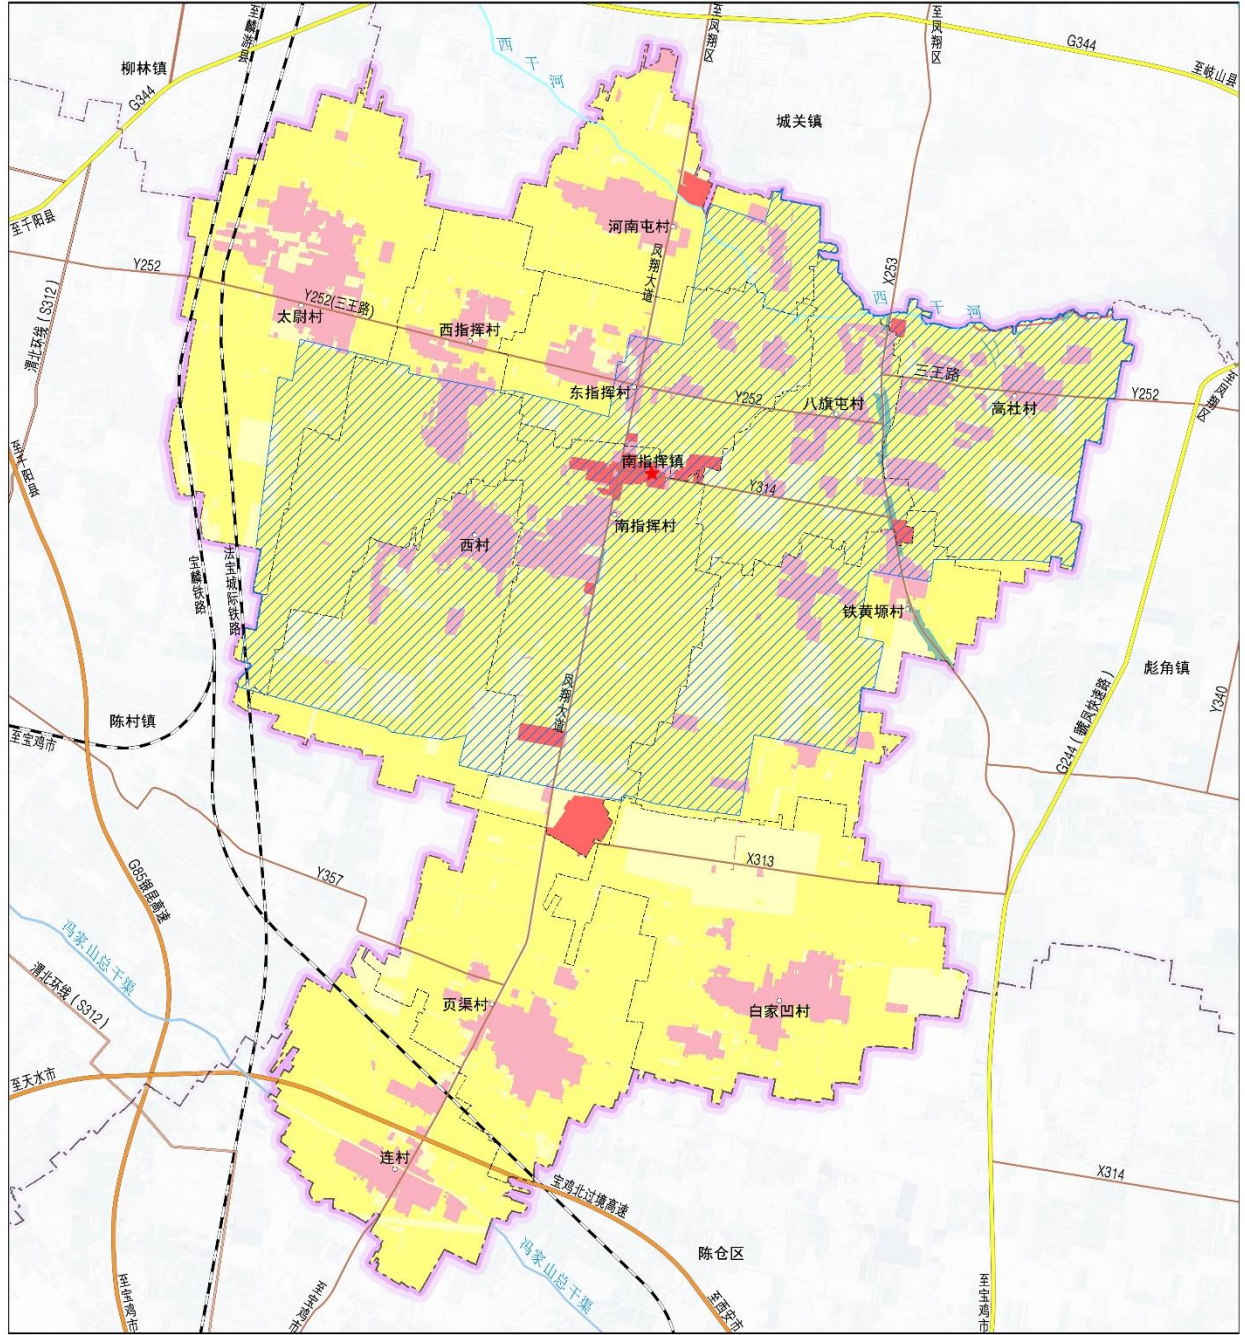 至麟游县
至凤翔区
至凤翔区
G344
至岐山县
柳林镇
G344
西干河
城关镇
至千阳县
河南屯村
凤翔大道
Y252
渭北环线（S312）
太尉村
Y252(三王路)
西指挥村
X253
西干河
东指挥村
Y252
八旗屯村
三王路
高社村
Y252
南指挥镇
Y314
南指挥村
西村
宝麟铁路
法宝城际铁路
铁黄塬村
彪角镇
陈村镇
至宝鸡市
凤翔大道
G244（虢凤快速路）
Y340
G85银昆高速
Y357
X313
冯家山总干渠
渭北环线（S312）
页渠村
白家凹村
至天水市
连村
宝鸡北过境高速
X314
冯家山总干渠
陈仓区
至宝鸡市
至宝鸡市
至西安市
至宝鸡市